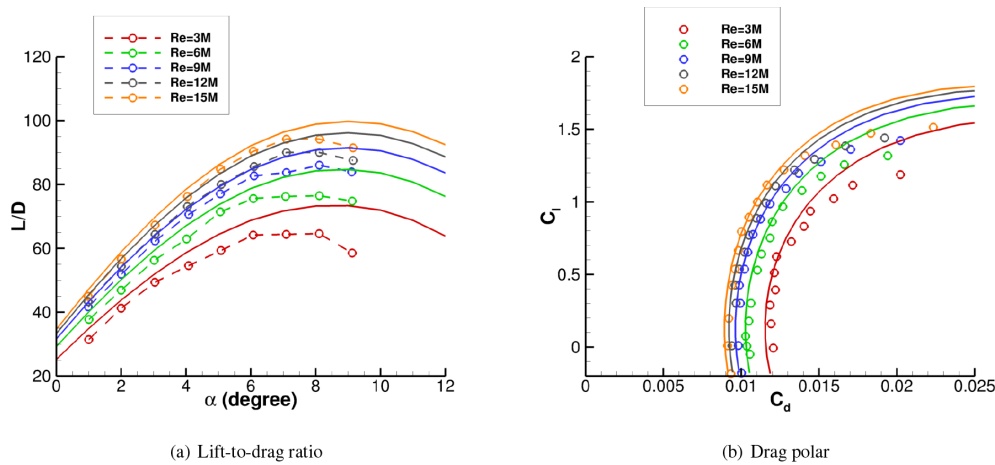 Re=3M
Re=6M
Re=9M
Re=12M
Re=15M
120
100
80
60
40
20
L/D
0
2
4
6
8
10
12
α (degree)
(a) Lift-to-drag ratio
Re=3M
Re=6M
Re=9M
Re=12M
Re=15M
2
1.5
1
0.5
0
Cl
0
0.005
0.01
0.015
0.02
0.025
Cd
(b) Drag polar